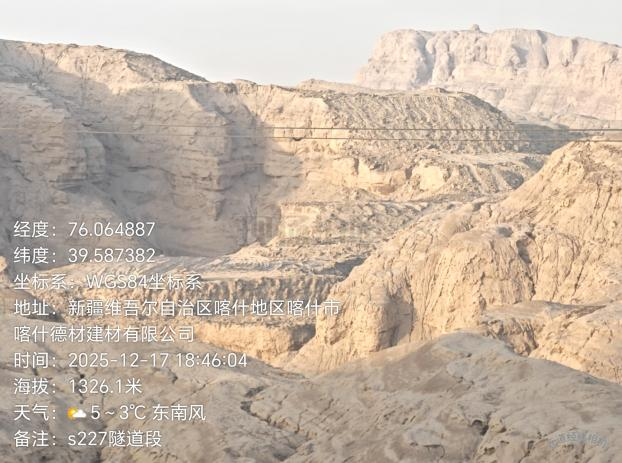 经度：76.064887
纬度：39.587382
坐标系：WGS84坐标系
地址：新疆维吾尔自治区喀什地区喀什市
喀什德材建材有限公司
时间：2025-12-17 18:46:04
海拔：1326.1米
天气：5~3℃ 东南风
备注：s227隧道段